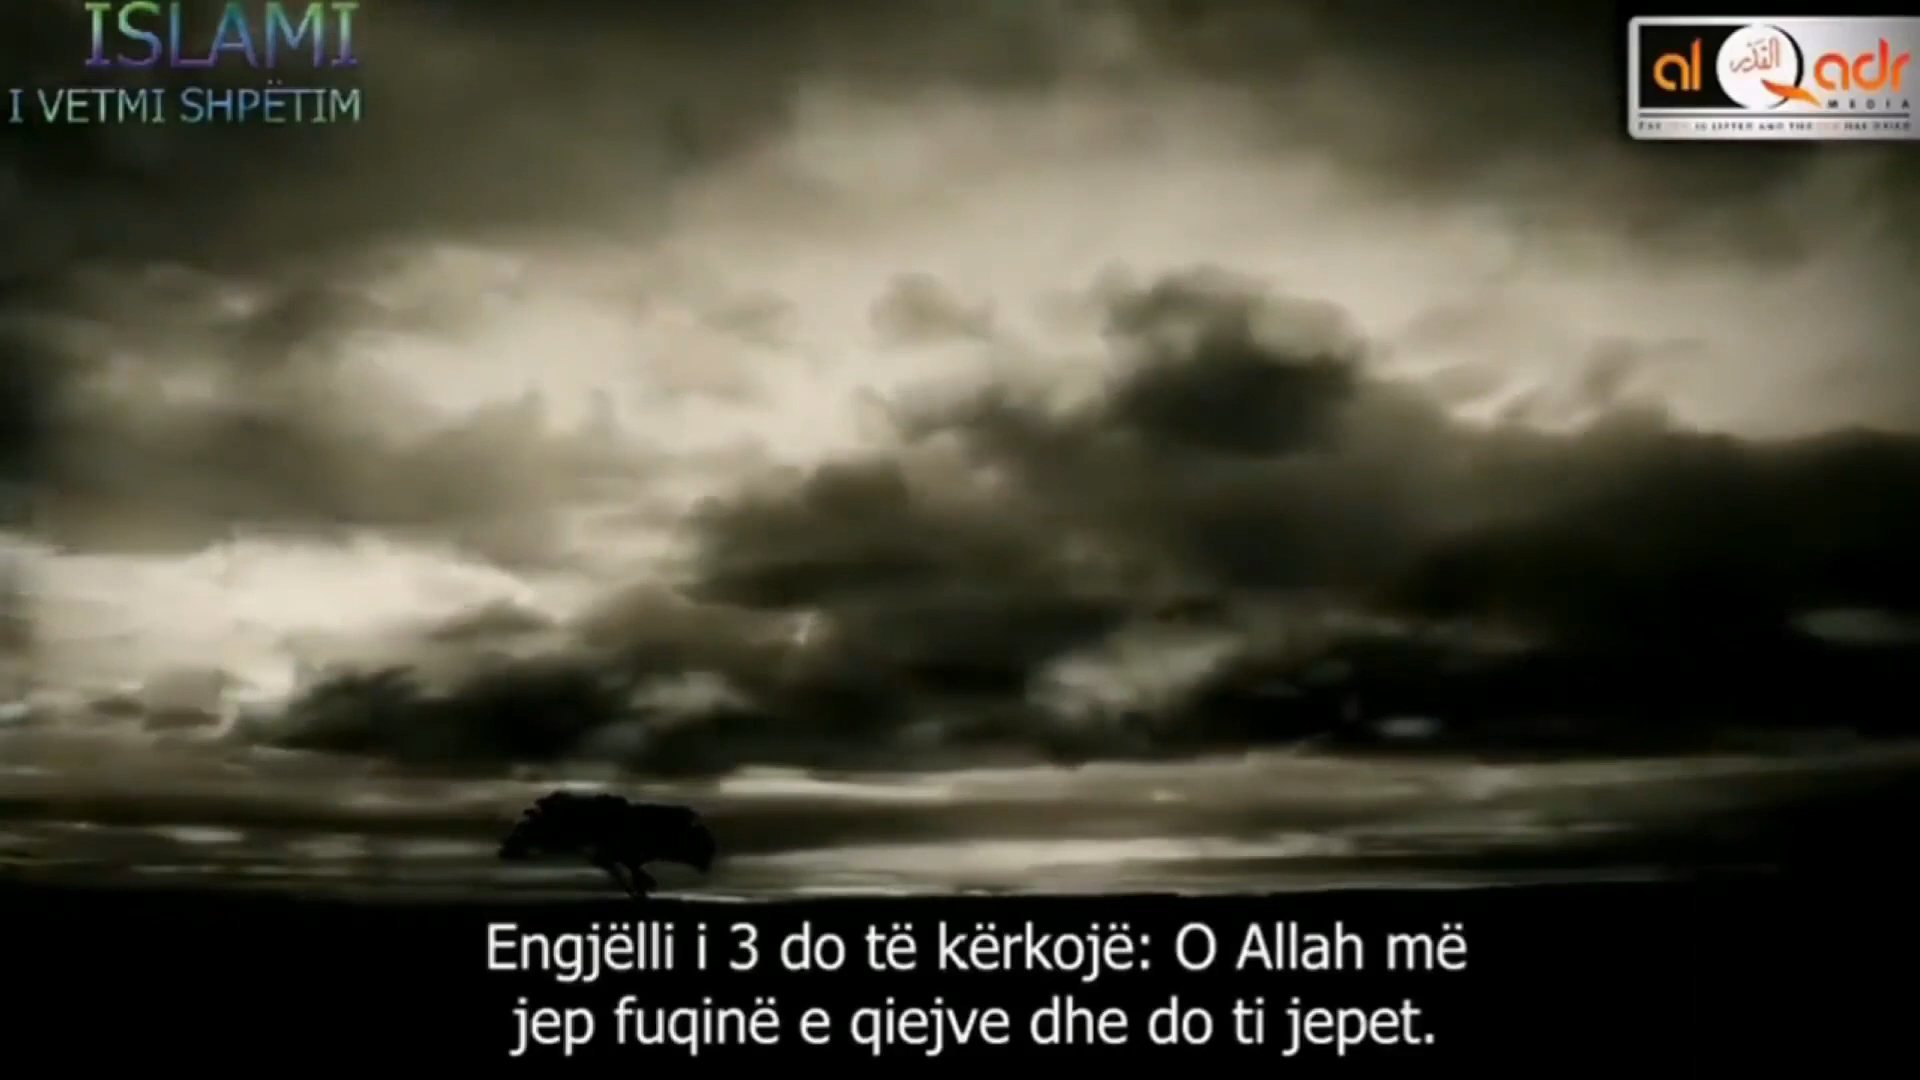 ISLAMI
I VETMI SHPËTIM
al Qadr
القدر
MEDIA
Engjëlli i 3 do të kërkojë: O Allah më
jep fuqinë e qiejve dhe do ti jepet.